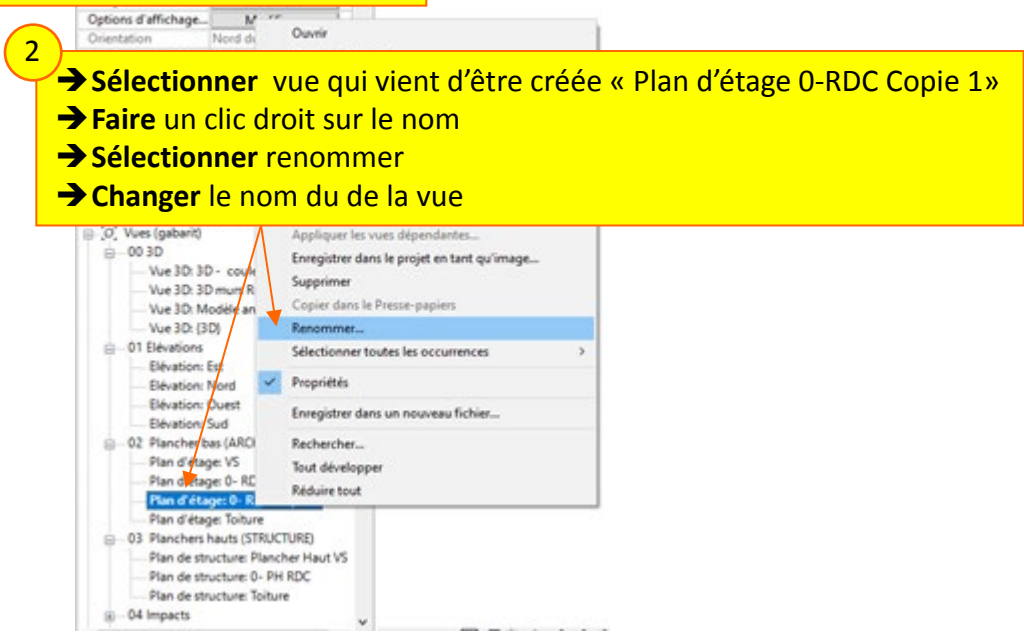 Options d'affichage...
Orientation Nord du
Ouvrir
2
➔ Sélectionner vue qui vient d'être créée « Plan d'étage 0-RDC Copie 1»
➔ Faire un clic droit sur le nom
➔ Sélectionner renommer
➔ Changer le nom du de la vue
Vues (gabarit)
00 3D
Vue 3D: 3D - coule
Vue 3D: 3D murs R
Vue 3D: Modèle an
Vue 3D: {3D}
01 Elévations
Elévation: Est
Elévation: Nord
Elévation: Ouest
Elévation: Sud
02 Plancher bas (ARCH
Plan d'étage: VS
Plan d'étage: 0- RD
Plan d'étage: 0- R
Plan d'étage: Toiture
03 Planchers hauts (STRUCTURE)
Plan de structure: Plancher Haut VS
Plan de structure: 0- PH RDC
Plan de structure: Toiture
04 Impacts
Appliquer les vues dépendantes...
Enregistrer dans le projet en tant qu'image...
Supprimer
Copier dans le Presse-papiers
Renommer...
Sélectionner toutes les occurrences >
Propriétés
Enregistrer dans un nouveau fichier...
Rechercher...
Tout développer
Réduire tout